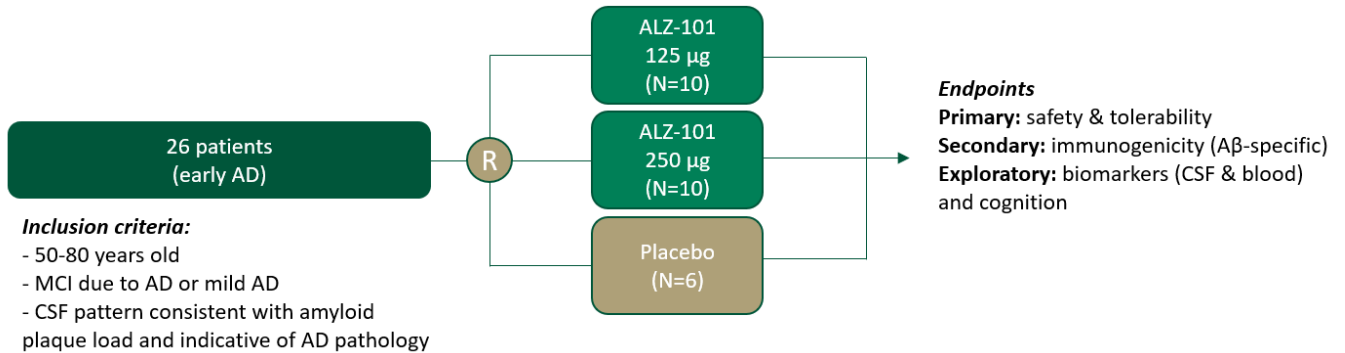 26 patients
(early AD)
Inclusion criteria:
- 50-80 years old
- MCI due to AD or mild AD
- CSF pattern consistent with amyloid
plaque load and indicative of AD pathology
R
ALZ-101
125 µg
(N=10)
ALZ-101
250 µg
(N=10)
Placebo
(N=6)
Endpoints
Primary: safety & tolerability
Secondary: immunogenicity (Aβ-specific)
Exploratory: biomarkers (CSF & blood)
and cognition